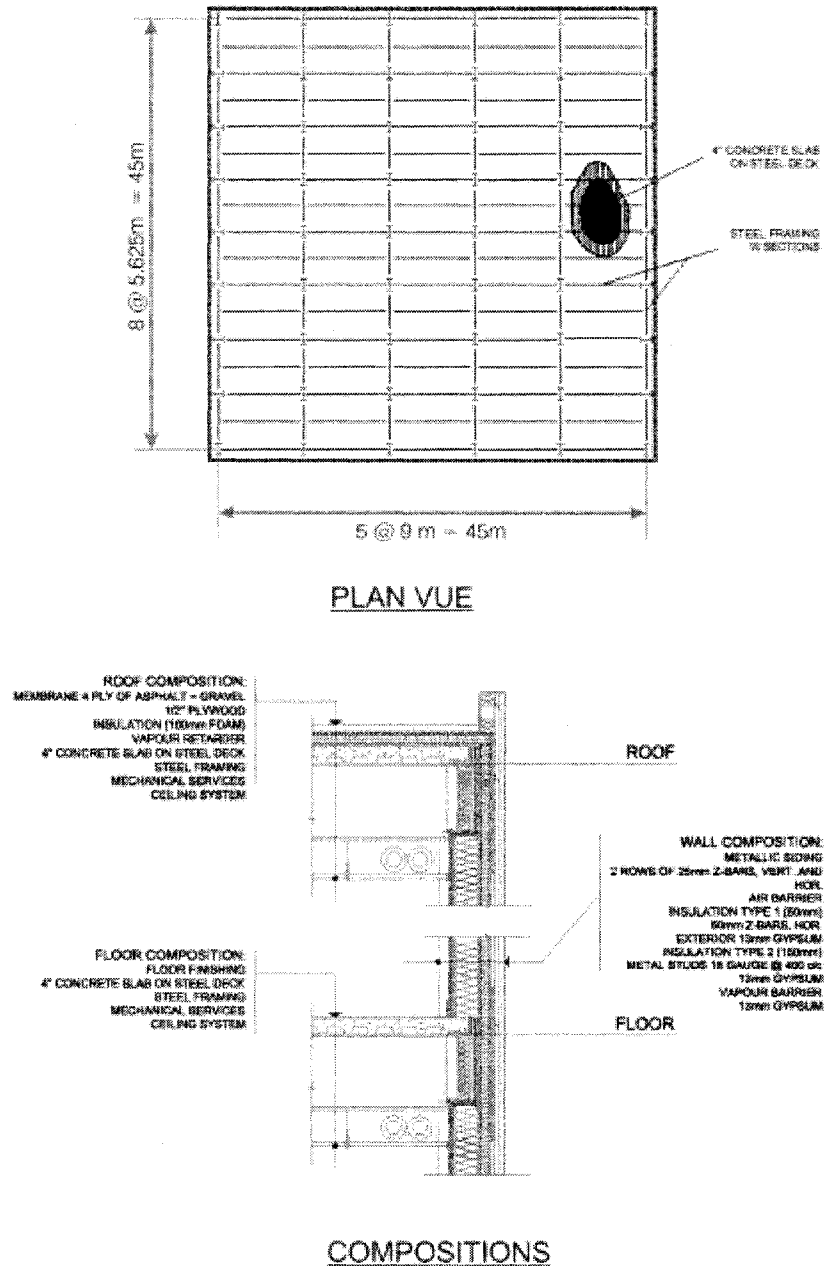 8 @ 5.625m = 45m
4" CONCRETE SLAB
ON STEEL DECK
STEEL FRAMING
W SECTIONS
5 @ 9 m = 45m
PLAN VUE
ROOF COMPOSITION:
MEMBRANE 4 PLY OF ASPHALT + GRAVEL
1/2" PLYWOOD
INSULATION (100mm FOAM)
VAPOUR RETARDER
4" CONCRETE SLAB ON STEEL DECK
STEEL FRAMING
MECHANICAL SERVICES
CEILING SYSTEM
ROOF
WALL COMPOSITION:
METALLIC SIDING
2 ROWS OF 25mm Z-BARS, VERT. AND
HOR.
AIR BARRIER
INSULATION TYPE 1 (50mm)
50mm Z-BARS, HOR.
EXTERIOR 13mm GYPSUM
INSULATION TYPE 2 (150mm)
METAL STUDS 18 GAUGE @ 400 c/c
13mm GYPSUM
VAPOUR BARRIER
13mm GYPSUM
FLOOR COMPOSITION:
FLOOR FINISHING
4" CONCRETE SLAB ON STEEL DECK
STEEL FRAMING
MECHANICAL SERVICES
CEILING SYSTEM
FLOOR
COMPOSITIONS